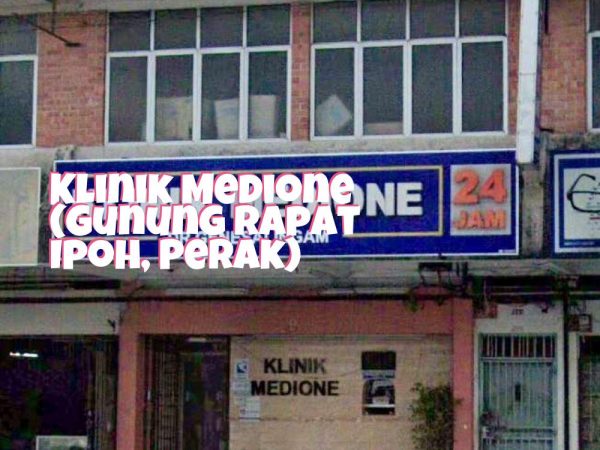 Klinik Medione
(Gunung Rapat
Ipoh, Perak)
ONE
24
JAM
KLINIK
MEDIONE